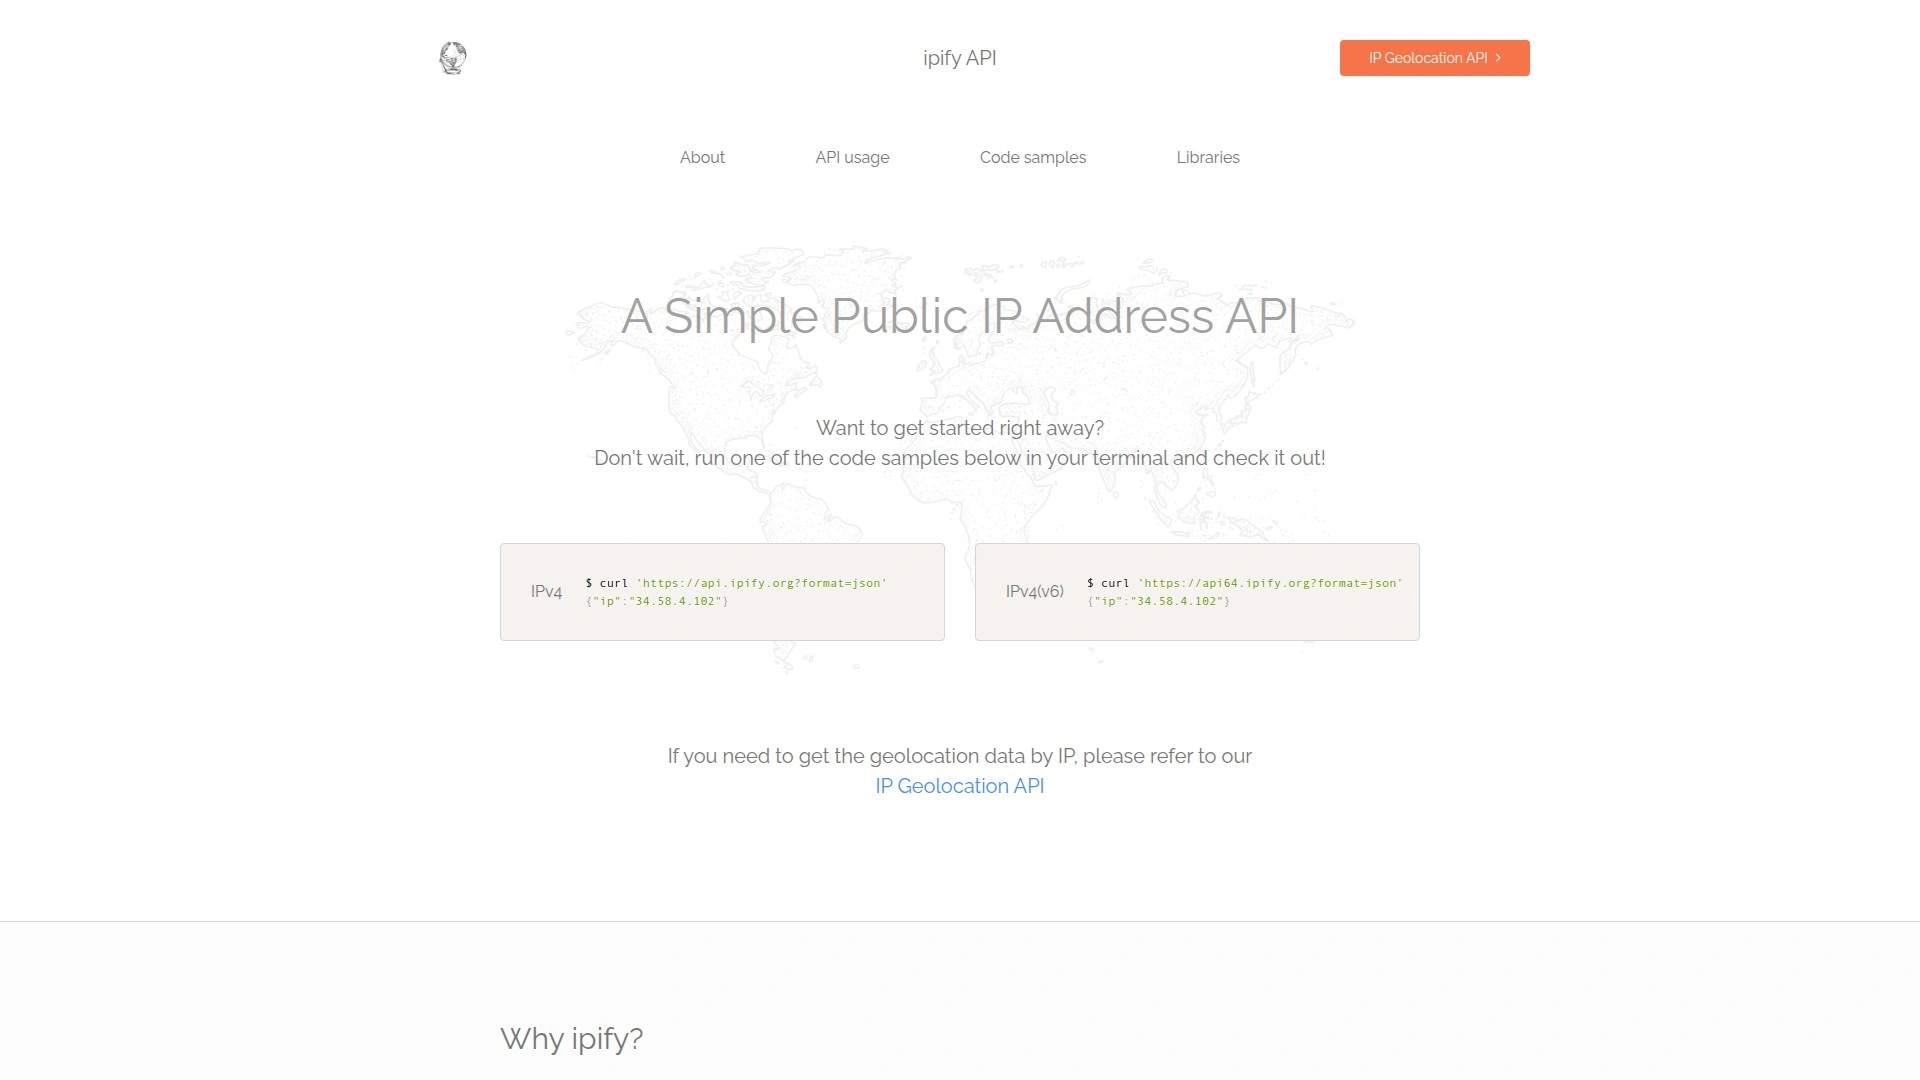 ipify API
IP Geolocation API
About
API usage
Code samples
Libraries
A Simple Public IP Address API
Want to get started right away?
Don't wait, run one of the code samples below in your terminal and check it out!
IPv4
$ curl 'https://api.ipify.org?format=json'
{"ip":"34.58.4.102"}
IPv4(v6)
$ curl 'https://api64.ipify.org?format=json'
{"ip":"34.58.4.102"}
If you need to get the geolocation data by IP, please refer to our
IP Geolocation API
Why ipify?